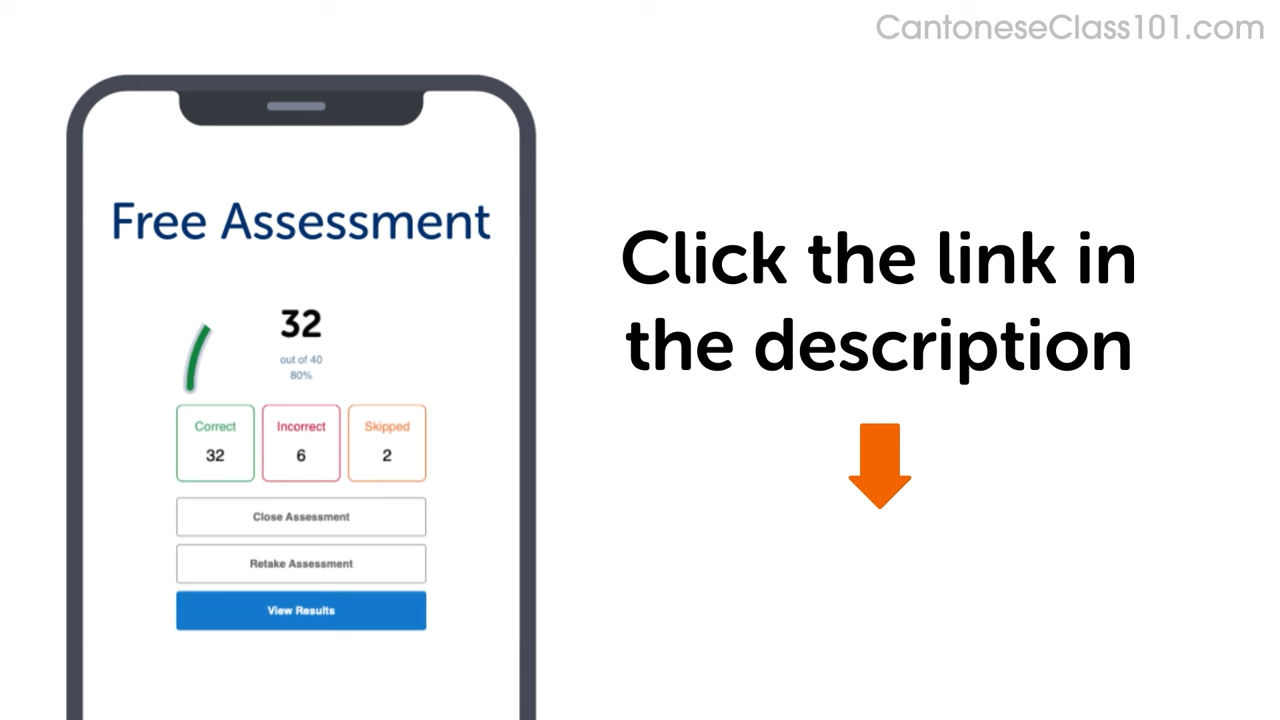 CantoneseClass101.com
Free Assessment
32
out of 40
80%
Correct Incorrect Skipped
32 6 2
Close Assessment
Retake Assessment
View Results
Click the link in
the description